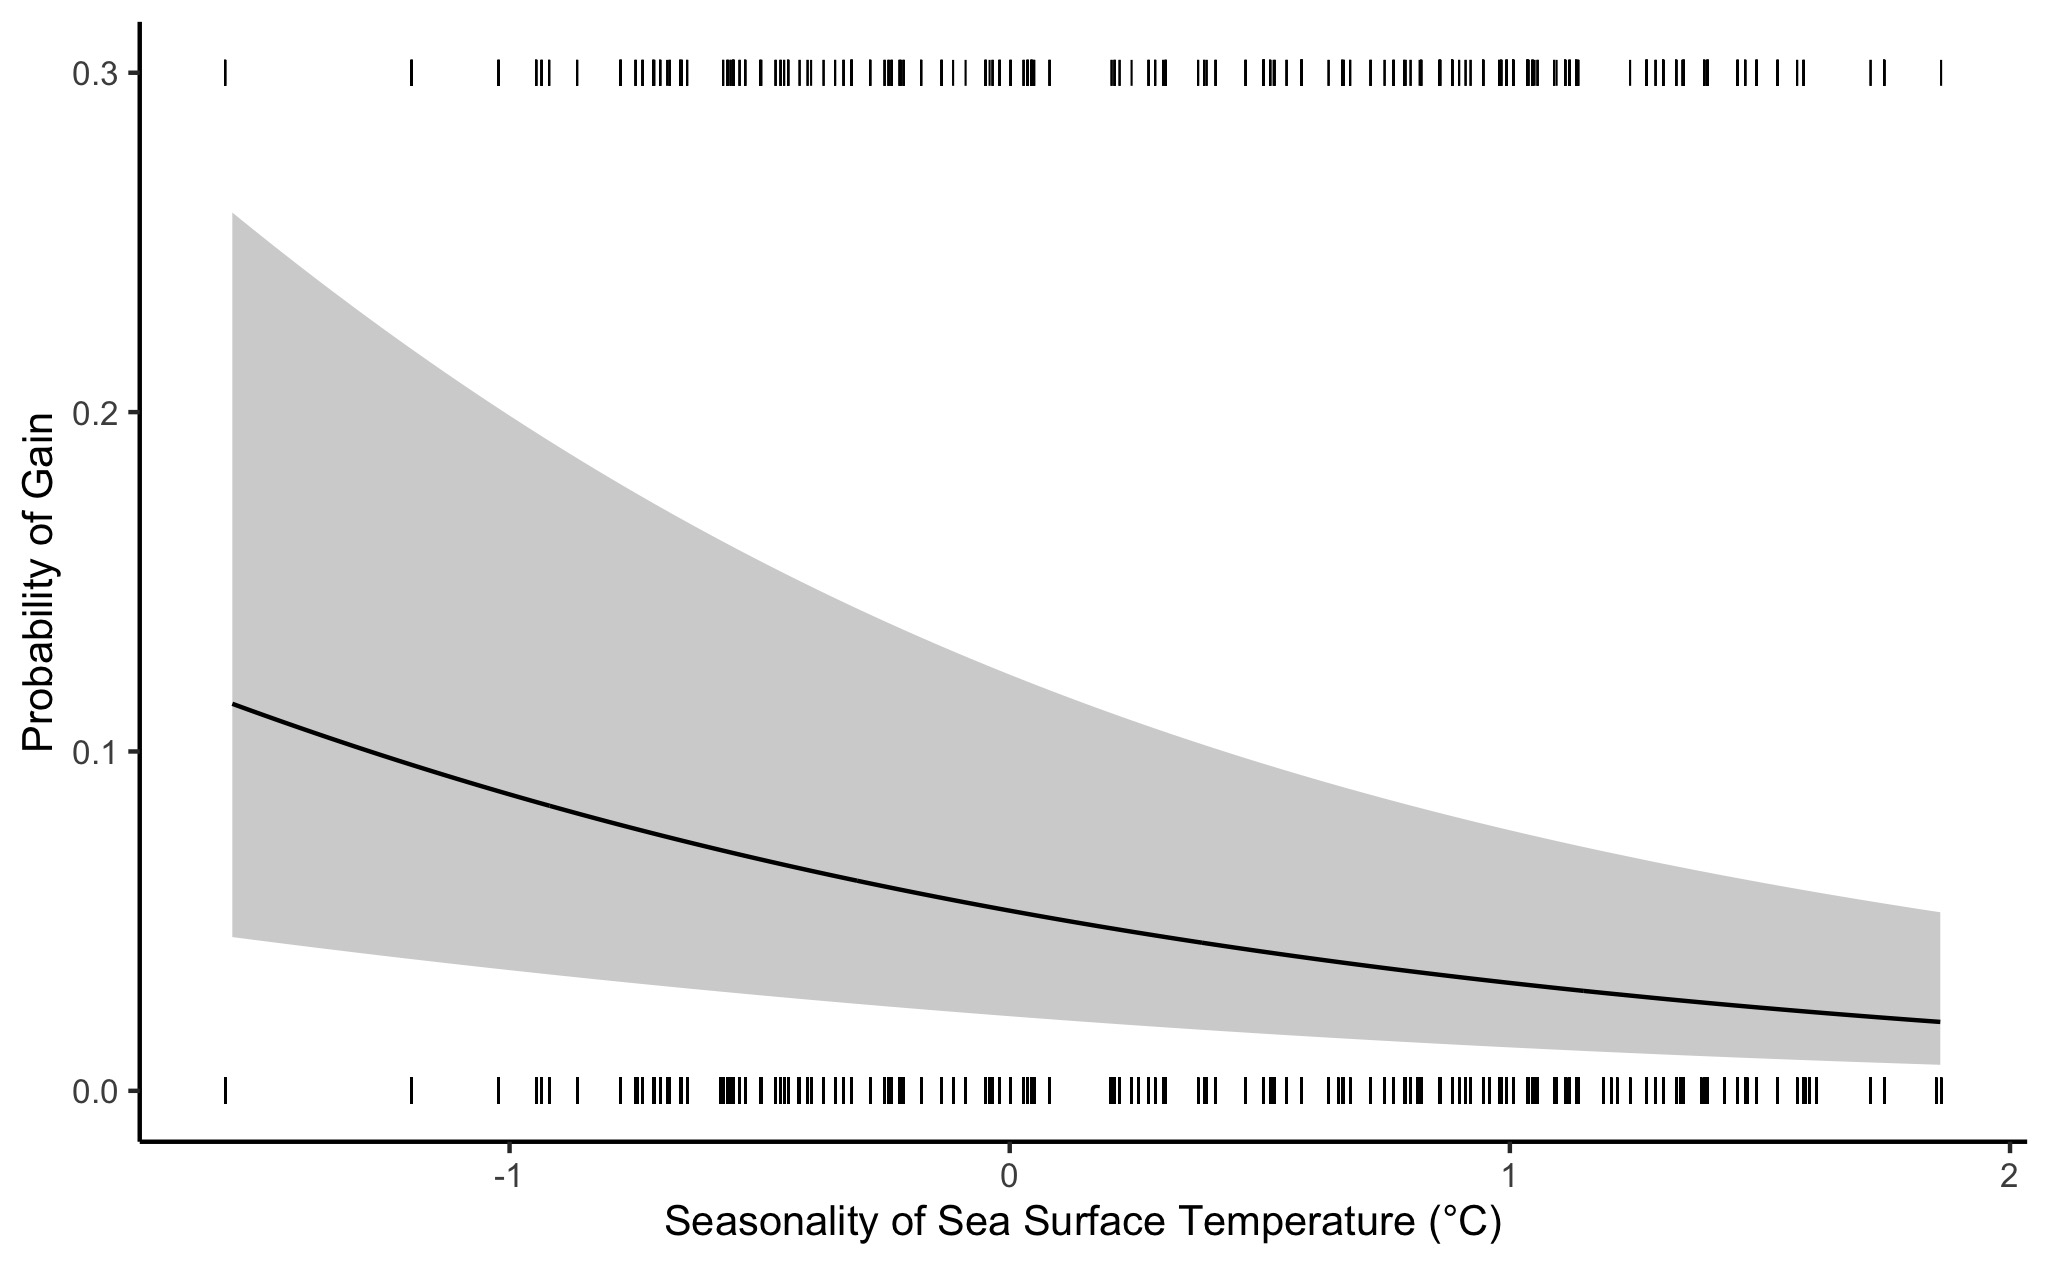 0.3
0.2
0.1
0.0
Probability of Gain
-1 0 1 2
Seasonality of Sea Surface Temperature (°C)